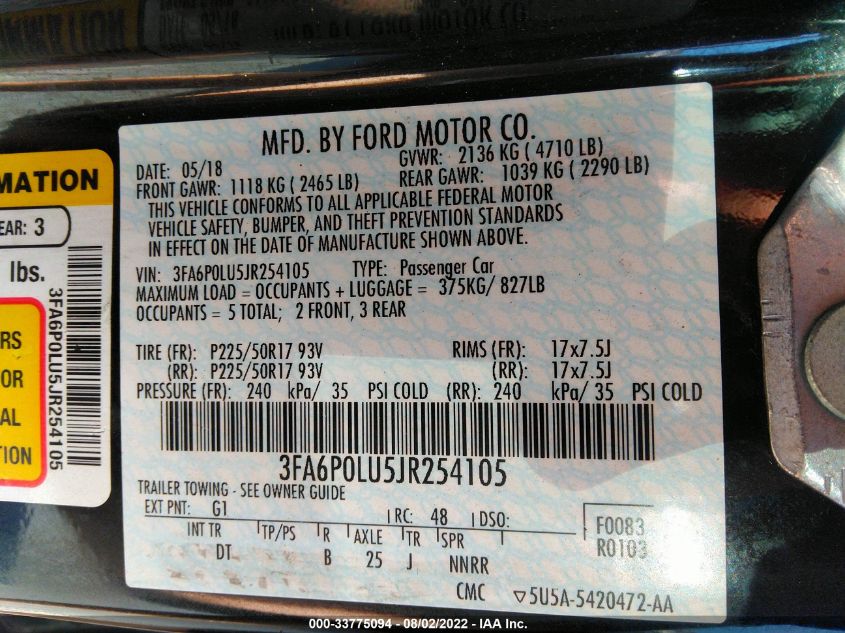 MFD. BY FORD MOTOR CO.
DATE: 05/18 GVWR: 2136 KG ( 4710 LB)
FRONT GAWR: 1118 KG ( 2465 LB) REAR GAWR: 1039 KG ( 2290 LB)
THIS VEHICLE CONFORMS TO ALL APPLICABLE FEDERAL MOTOR
VEHICLE SAFETY, BUMPER, AND THEFT PREVENTION STANDARDS
IN EFFECT ON THE DATE OF MANUFACTURE SHOWN ABOVE.
VIN: 3FA6P0LU5JR254105 TYPE: Passenger Car
MAXIMUM LOAD = OCCUPANTS + LUGGAGE = 375KG/ 827LB
OCCUPANTS = 5 TOTAL; 2 FRONT, 3 REAR
TIRE (FR): P225/50R17 93V RIMS (FR): 17x7.5J
(RR): P225/50R17 93V (RR): 17x7.5J
PRESSURE (FR): 240 kPa/ 35 PSI COLD (RR): 240 kPa/ 35 PSI COLD
3FA6P0LU5JR254105
TRAILER TOWING - SEE OWNER GUIDE
EXT PNT: G1 RC: 48 DSO: F0083
R0103
INT TR TP/PS R AXLE TR SPR
DT B 25 J NNRR
CMC 5U5A-5420472-AA
MATION
EAR: 3
lbs.
3FA6P0LU5JR254105
RS
OR
AL
TION
000-33775094 - 08/02/2022 - IAA Inc.